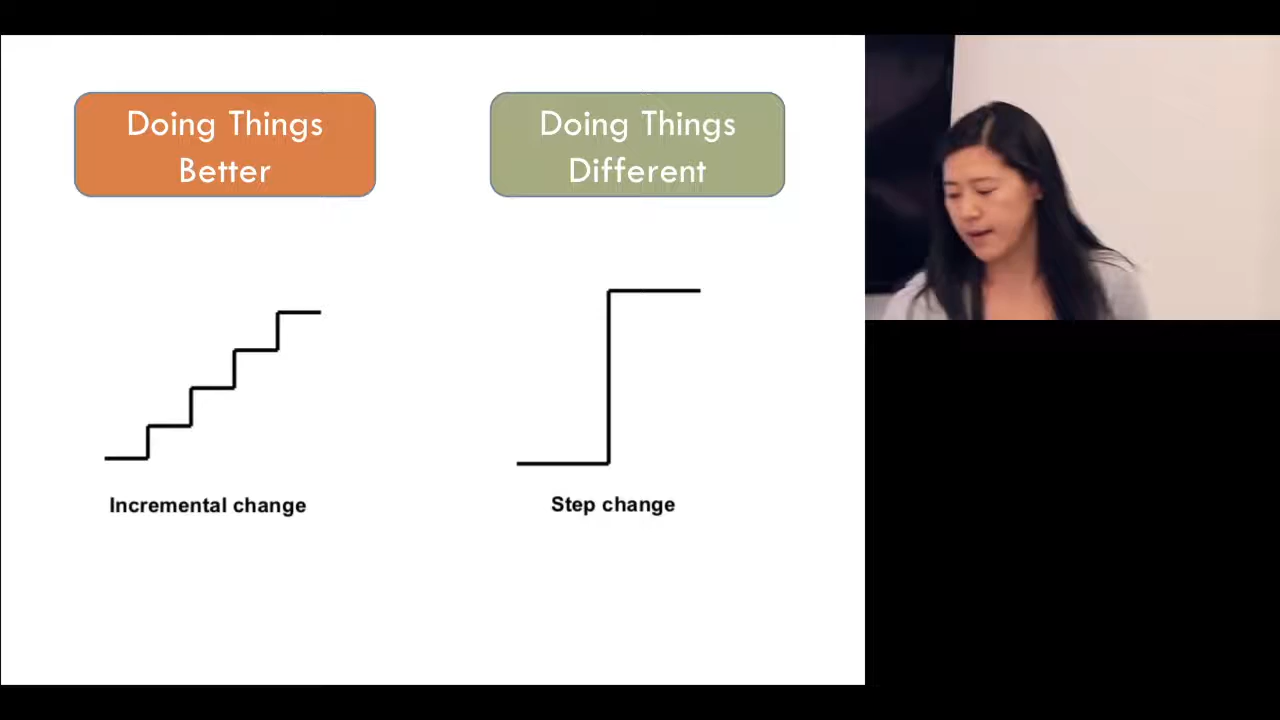 Doing Things
Better
Doing Things
Different
Incremental change
Step change